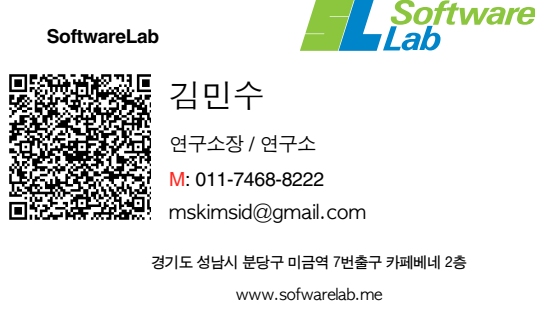 SoftwareLab
SL Software
Lab
김민수
연구소장 / 연구소
M: 011-7468-8222
mskimsid@gmail.com
경기도 성남시 분당구 미금역 7번출구 카페베네 2층
www.sofwarelab.me